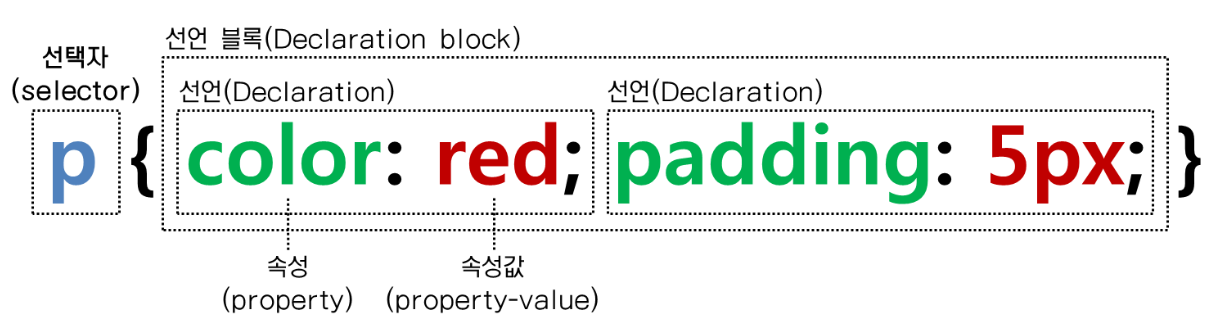 선언 블록(Declaration block)
선택자
(selector)
선언(Declaration) 선언(Declaration)
p { color: red; padding: 5px; }
속성 속성값
(property) (property-value)